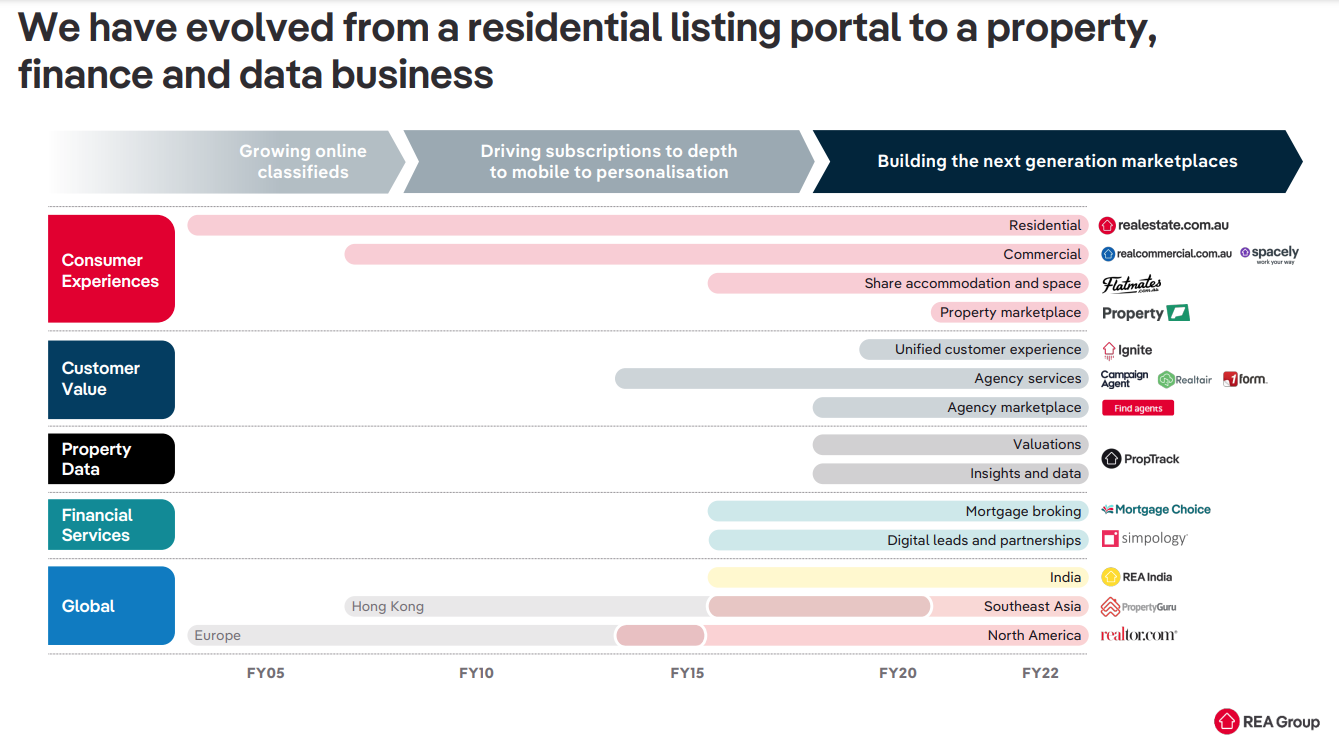 We have evolved from a residential listing portal to a property,
finance and data business
Growing online
classifieds
Driving subscriptions to depth
to mobile to personalisation
Building the next generation marketplaces
Consumer
Experiences
Residential
realestate.com.au
Commercial
realcommercial.com.au
spacely
work your way
Share accommodation and space
Flatmates
.com.au
Property marketplace
Property
Customer
Value
Unified customer experience
Ignite
Agency services
Campaign
Agent
Realtair
1form
Agency marketplace
Find agents
Property
Data
Valuations
Insights and data
PropTrack
Financial
Services
Mortgage broking
Mortgage Choice
Digital leads and partnerships
simpology
Global
India
REA India
Hong Kong
Southeast Asia
PropertyGuru
Europe
North America
realtor.com®
FY05
FY10
FY15
FY20
FY22
REA Group